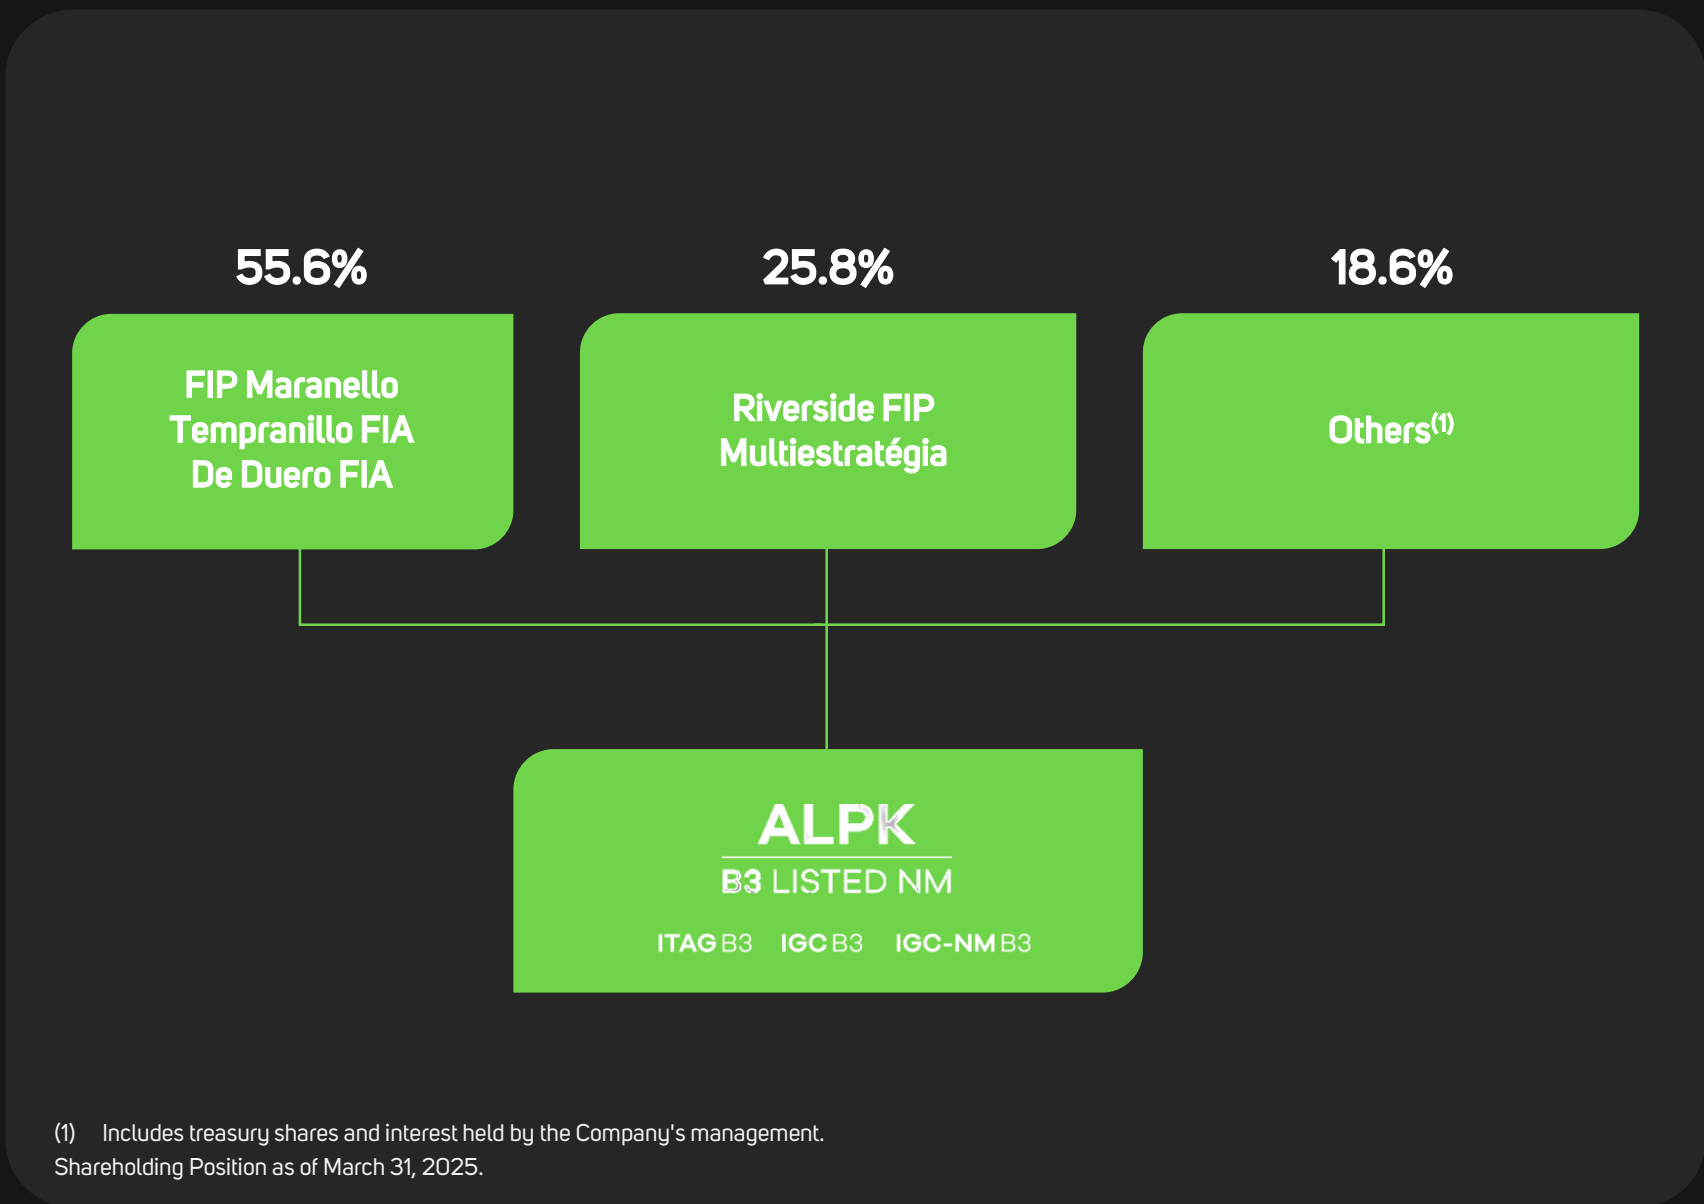 55.6%
25.8%
18.6%
FIP Maranello
Tempranillo FIA
De Duero FIA
Riverside FIP
Multiestratégia
Others(1)
ALPK
B3 LISTED NM
ITAG B3 IGC B3 IGC-NM B3
(1) Includes treasury shares and interest held by the Company's management.
Shareholding Position as of March 31, 2025.